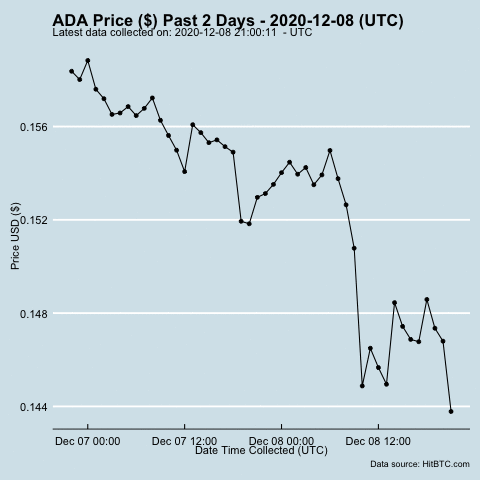 ADA Price ($) Past 2 Days - 2020-12-08 (UTC)
Latest data collected on: 2020-12-08 21:00:11 - UTC
0.156
0.152
0.148
0.144
Price USD ($)
Dec 07 00:00 Dec 07 12:00 Dec 08 00:00 Dec 08 12:00
Date Time Collected (UTC)
Data source: HitBTC.com